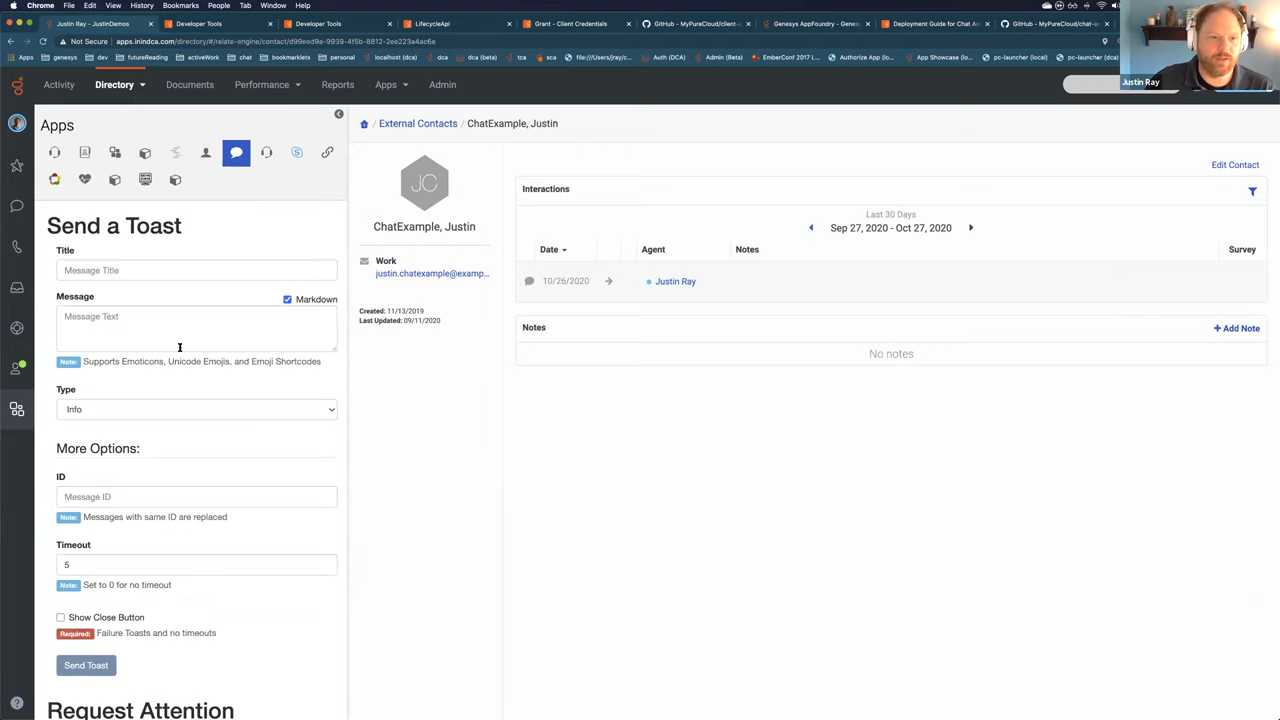 Chrome File Edit View History Bookmarks People Tab Window Help
Justin Ray - JustinDemos
Developer Tools
Developer Tools
LifecycleApi
Grant - Client Credentials
GitHub - MyPureCloud/client-a
Genesys AppFoundry - Genes
Deployment Guide for Chat As
GitHub - MyPureCloud/chat-a
Not Secure apps.inindca.com/directory/#/relate-engine/contact/d99eed9a-9939-4f5b-8812-2ee223a4ac6e
Apps genesys dev futureReading activeWork chat bookmarklets personal localhost (dca) dca dca (beta) tca sca file:///Users/jray/c... Auth (DCA) Admin (Beta) EmberConf 2017 L... Authorize App (Lo... App Showcase (lo... pc-launcher (local) pc-launcher (dca)
Justin Ray
Activity Directory Documents Performance Reports Apps Admin
Apps
External Contacts / ChatExample, Justin
Edit Contact
JC
ChatExample, Justin
Work
justin.chatexample@examp...
Created: 11/13/2019
Last Updated: 09/11/2020
Interactions
Last 30 Days
Sep 27, 2020 - Oct 27, 2020
Date Agent Notes Survey
10/26/2020 Justin Ray
Notes
+ Add Note
No notes
Send a Toast
Title
Message Title
Message
Markdown
Message Text
Note: Supports Emoticons, Unicode Emojis, and Emoji Shortcodes
Type
Info
More Options:
ID
Message ID
Note: Messages with same ID are replaced
Timeout
5
Note: Set to 0 for no timeout
Show Close Button
Required: Failure Toasts and no timeouts
Send Toast
Request Attention